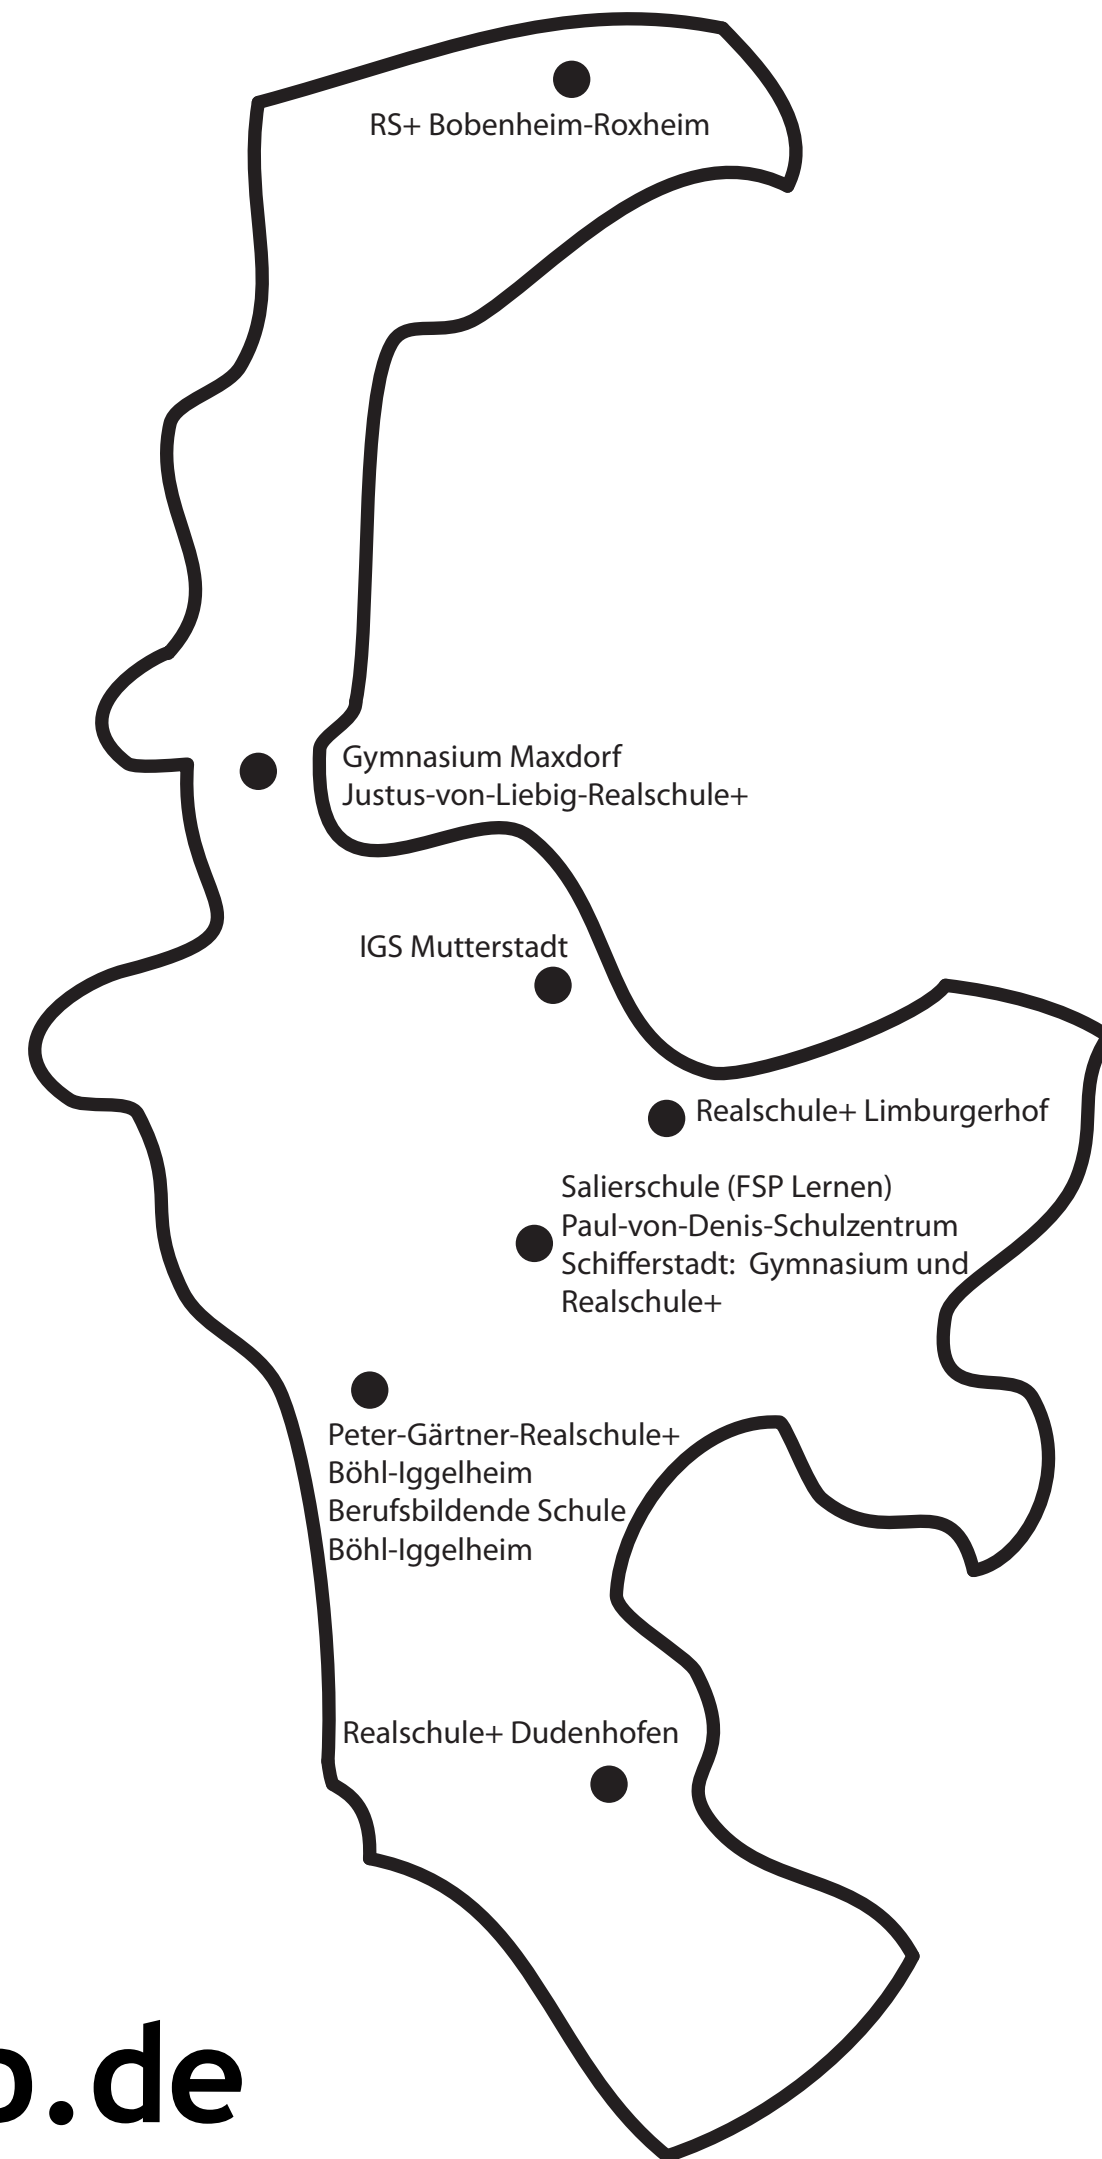 RS+ Bobenheim-Roxheim
Gymnasium Maxdorf
Justus-von-Liebig-Realschule+
IGS Mutterstadt
Realschule+ Limburgerhof
Salierschule (FSP Lernen)
Paul-von-Denis-Schulzentrum
Schifferstadt: Gymnasium und
Realschule+
Peter-Gärtner-Realschule+
Böhl-Iggelheim
Berufsbildende Schule
Böhl-Iggelheim
Realschule+ Dudenhofen
.de